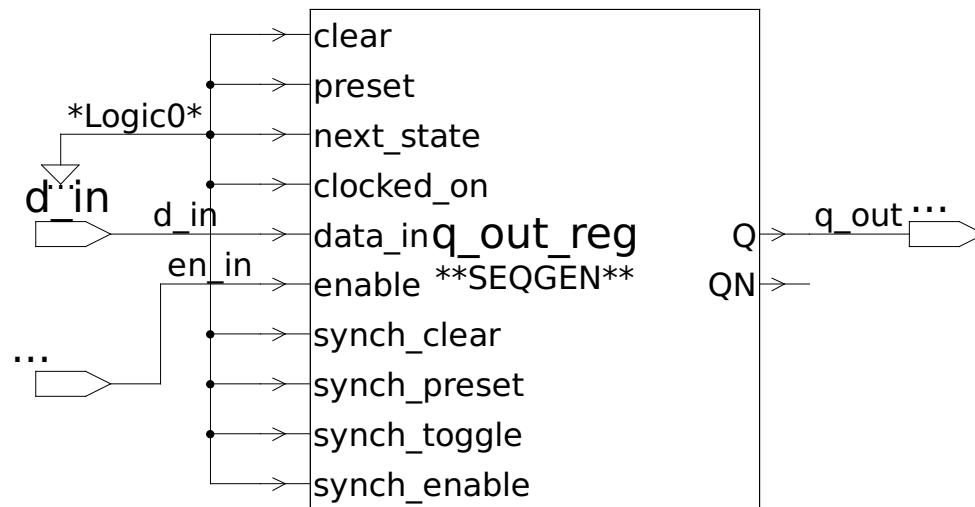 clear
preset
*Logic0*
next_state
...
clocked_on
d_in
d_in
data_in
q_out_reg
Q
q_out
...
en_in
enable
**SEQGEN**
QN
synch_clear
...
synch_preset
synch_toggle
synch_enable